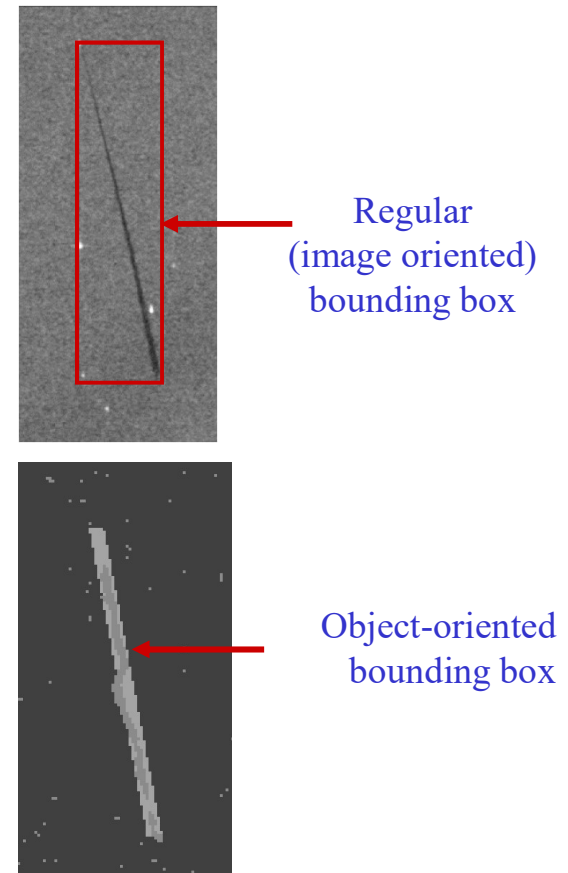 Regular
(image oriented)
bounding box
Object-oriented
bounding box